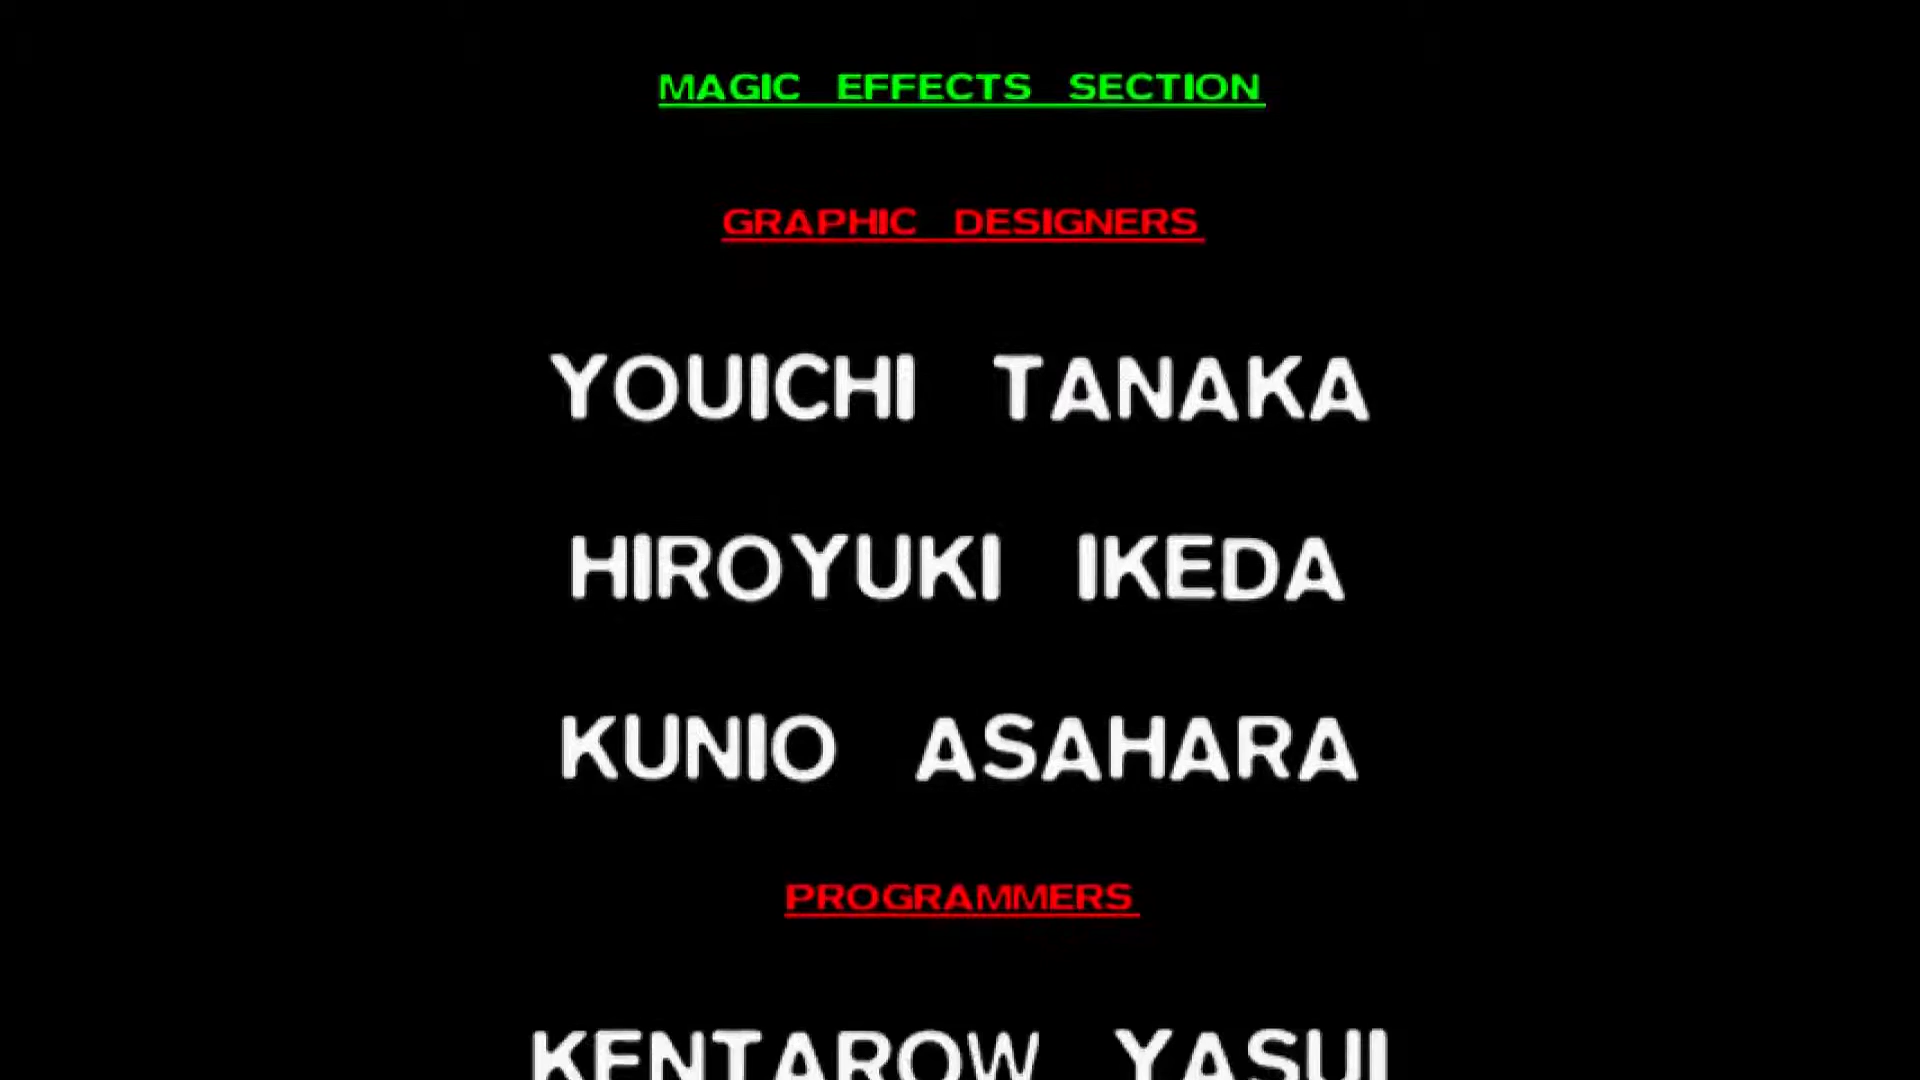 MAGIC EFFECTS SECTION
GRAPHIC DESIGNERS
YOUICHI TANAKA
HIROYUKI IKEDA
KUNIO ASAHARA
PROGRAMMERS
KENTAROW YASUI